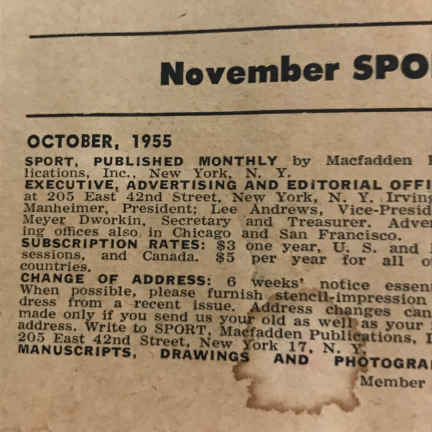 November SPO
OCTOBER, 1955
SPORT, PUBLISHED MONTHLY by Macfadden
lications, Inc., New York, N. Y.
EXECUTIVE, ADVERTISING AND EDITORIAL OFFI
at 205 East 42nd Street, New York, N. Y. Irving
Manheimer, President; Lee Andrews, Vice-Presid
Meyer Dworkin, Secretary and Treasurer. Adver
ing offices also in Chicago and San Francisco.
SUBSCRIPTION RATES: $3 one year, U. S. and
sessions, and Canada. $5 per year for all o
countries.
CHANGE OF ADDRESS: 6 weeks' notice essen
When possible, please furnish stencil-impression
dress from a recent issue. Address changes can
made only if you send us your old as well as your
address. Write to SPORT, Macfadden Publications, I
205 East 42nd Street, New York 17, N. Y.
MANUSCRIPTS, DRAWINGS AND PHOTOGRA
Member